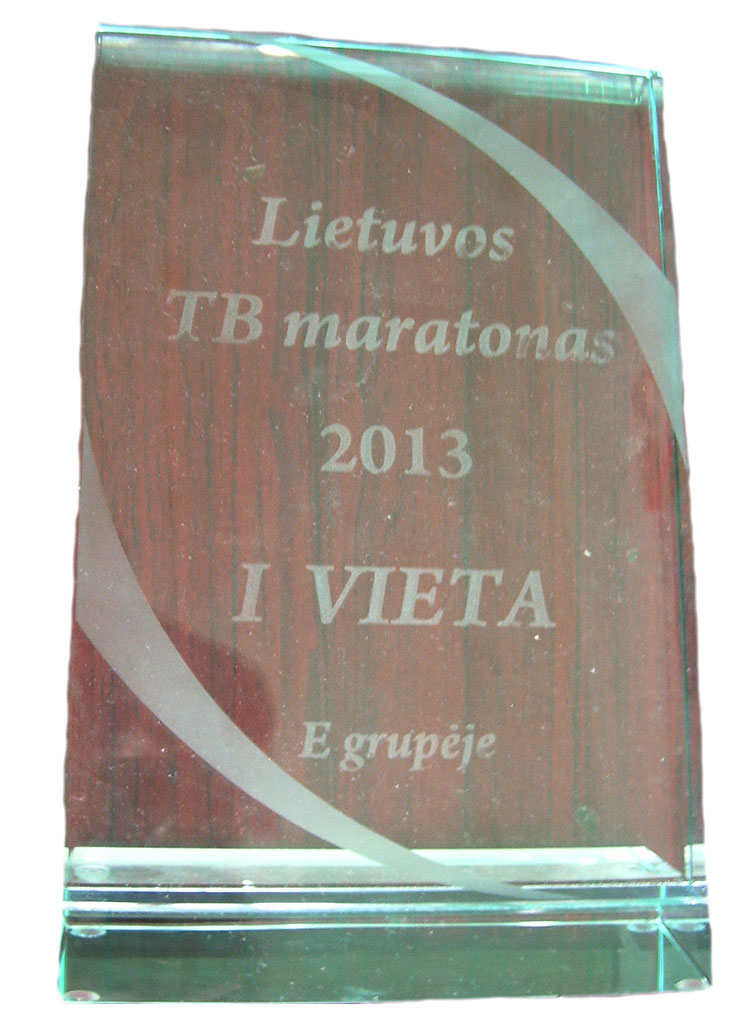 Lietuvos
TB maratonas
2013
I VIETA
E grupėje